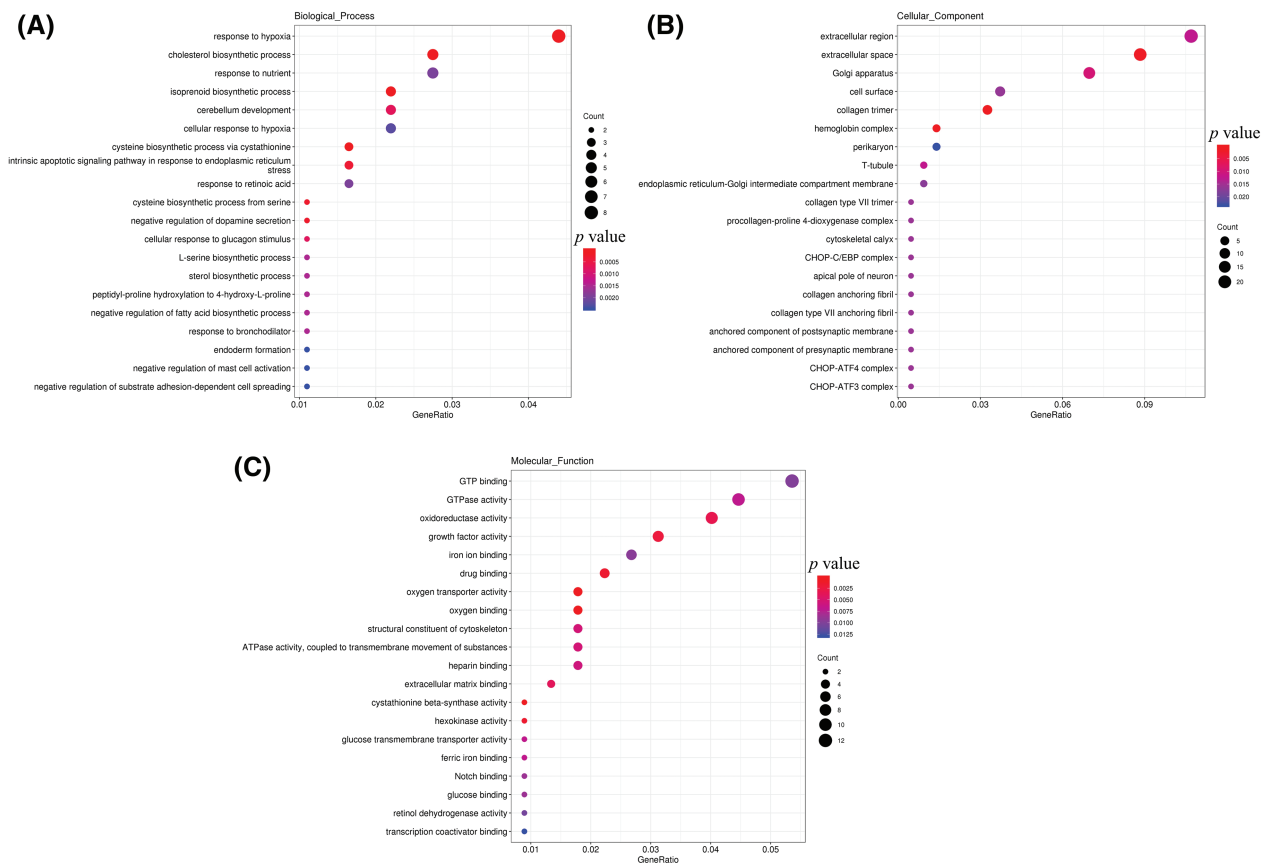 (A)
Biological_Process
response to hypoxia
cholesterol biosynthetic process
response to nutrient
isoprenoid biosynthetic process
cerebellum development
cellular response to hypoxia
cysteine biosynthetic process via cystathionine
intrinsic apoptotic signaling pathway in response to endoplasmic reticulum
stress
response to retinoic acid
cysteine biosynthetic process from serine
negative regulation of dopamine secretion
cellular response to glucagon stimulus
L-serine biosynthetic process
sterol biosynthetic process
peptidyl-proline hydroxylation to 4-hydroxy-L-proline
negative regulation of fatty acid biosynthetic process
response to bronchodilator
endoderm formation
negative regulation of mast cell activation
negative regulation of substrate adhesion-dependent cell spreading
0.01 0.02 0.03 0.04
GeneRatio
Count
2
3
4
5
6
7
8
p value
0.0005
0.0010
0.0015
0.0020
(B)
Cellular_Component
extracellular region
extracellular space
Golgi apparatus
cell surface
collagen trimer
hemoglobin complex
perikaryon
T-tubule
endoplasmic reticulum-Golgi intermediate compartment membrane
collagen type VII trimer
procollagen-proline 4-dioxygenase complex
cytoskeletal calyx
CHOP-C/EBP complex
apical pole of neuron
collagen anchoring fibril
collagen type VII anchoring fibril
anchored component of postsynaptic membrane
anchored component of presynaptic membrane
CHOP-ATF4 complex
CHOP-ATF3 complex
0.00 0.03 0.06 0.09
GeneRatio
p value
0.005
0.010
0.015
0.020
Count
5
10
15
20
(C)
Molecular_Function
GTP binding
GTPase activity
oxidoreductase activity
growth factor activity
iron ion binding
drug binding
oxygen transporter activity
oxygen binding
structural constituent of cytoskeleton
ATPase activity, coupled to transmembrane movement of substances
heparin binding
extracellular matrix binding
cystathionine beta-synthase activity
hexokinase activity
glucose transmembrane transporter activity
ferric iron binding
Notch binding
glucose binding
retinol dehydrogenase activity
transcription coactivator binding
0.01 0.02 0.03 0.04 0.05
GeneRatio
p value
0.0025
0.0050
0.0075
0.0100
0.0125
Count
2
4
6
8
10
12